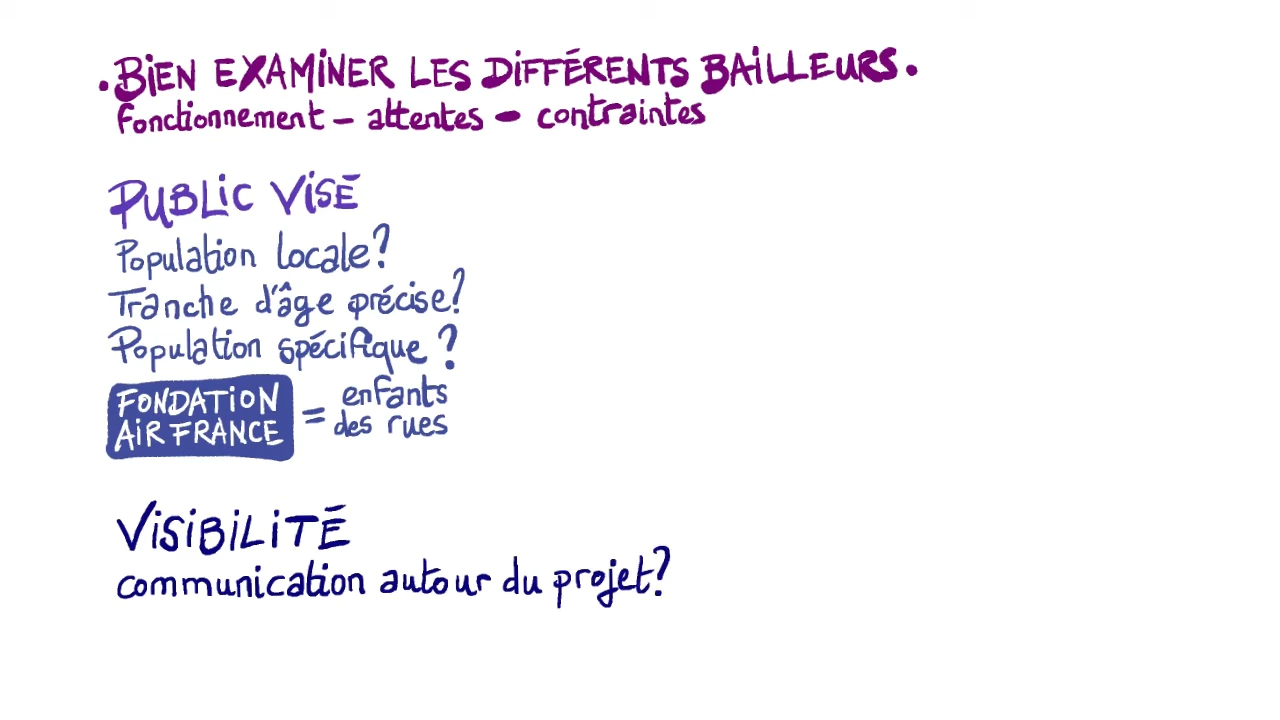 . BiEN EXAMiNER LES DiFFÉRENTS BAiLLEURS .
fonctionnement - attentes - contraintes
PUBLiC ViSÉ
Population locale?
Tranche d'âge précise?
Population spécifique ?
FONDATiON
AiR FRANCE
= enfants
des rues
ViSiBiLiTÉ
communication autour du projet?